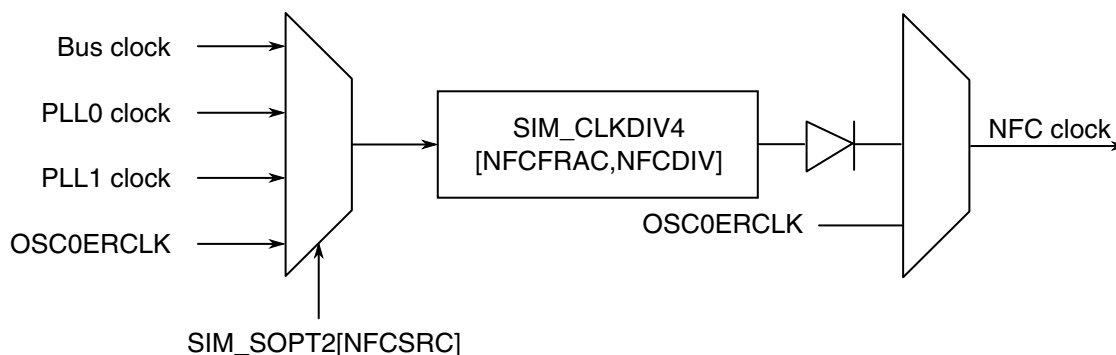 Bus clock
PLL0 clock
PLL1 clock
OSC0ERCLK
SIM_SOPT2[NFCSRC]
SIM_CLKDIV4
[NFCFRAC,NFCDIV]
OSC0ERCLK
NFC clock